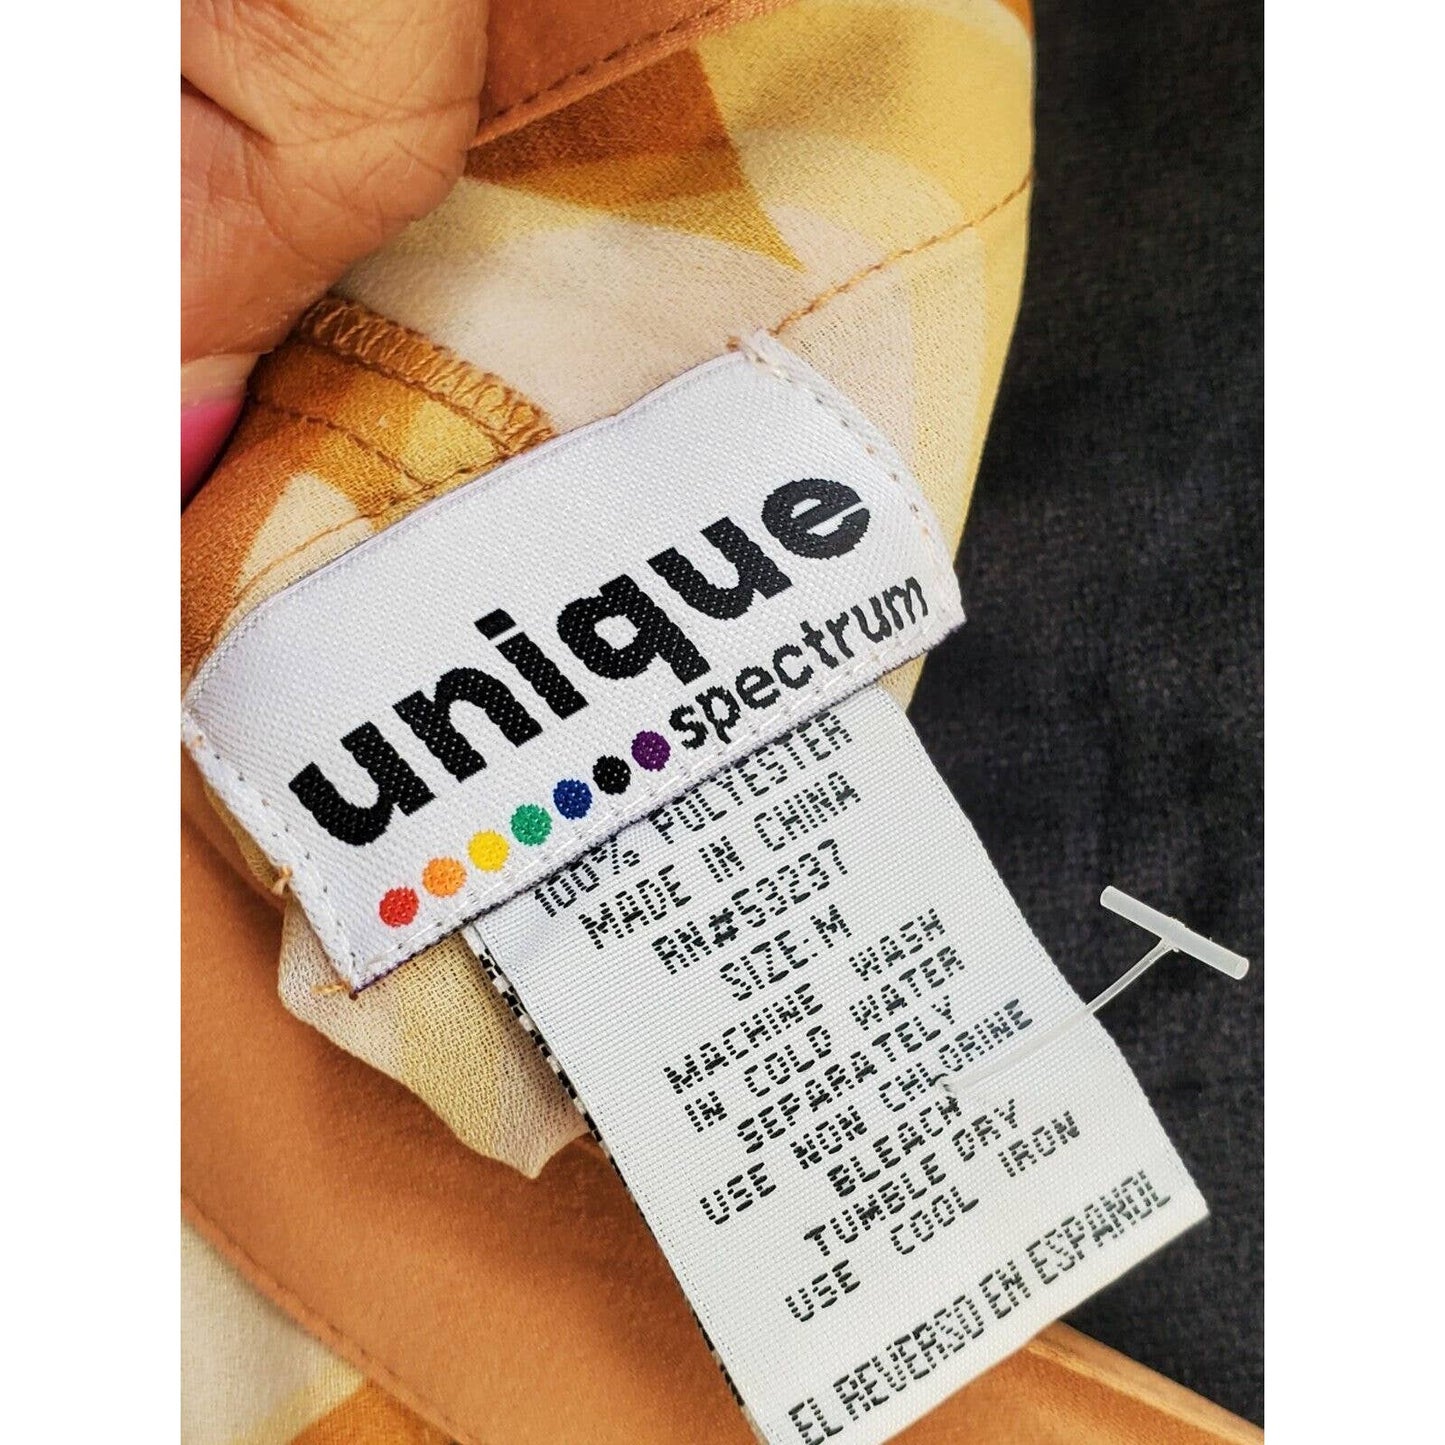 unique
spectrum
100% POLYESTER
MADE IN CHINA
RN#53237
SIZE: M
MACHINE WASH
IN COLD WATER
SEPARATELY
USE NON CHLORINE
BLEACH
TUMBLE DRY
USE COOL IRON
EL REVERSO EN ESPANOL